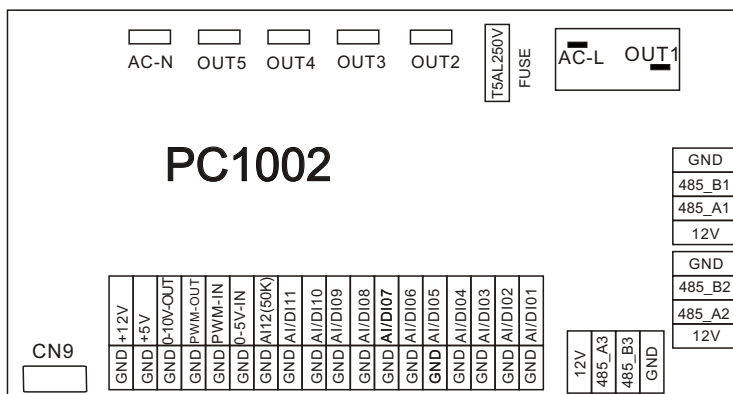 AC-N OUT5 OUT4 OUT3 OUT2 T5AL250V FUSE AC-L OUT1
PC1002
GND
485_B1
485_A1
12V
GND
485_B2
485_A2
12V
+12V +5V 0-10V-OUT PWM-OUT PWM-IN 0-5V-IN AI12(50K) AI/DI11 AI/DI10 AI/DI09 AI/DI08 AI/DI07 AI/DI06 AI/DI05 AI/DI04 AI/DI03 AI/DI02 AI/DI01
GND GND GND GND GND GND GND GND GND GND GND GND GND GND GND GND GND GND
CN9
12V 485_A3 485_B3 GND